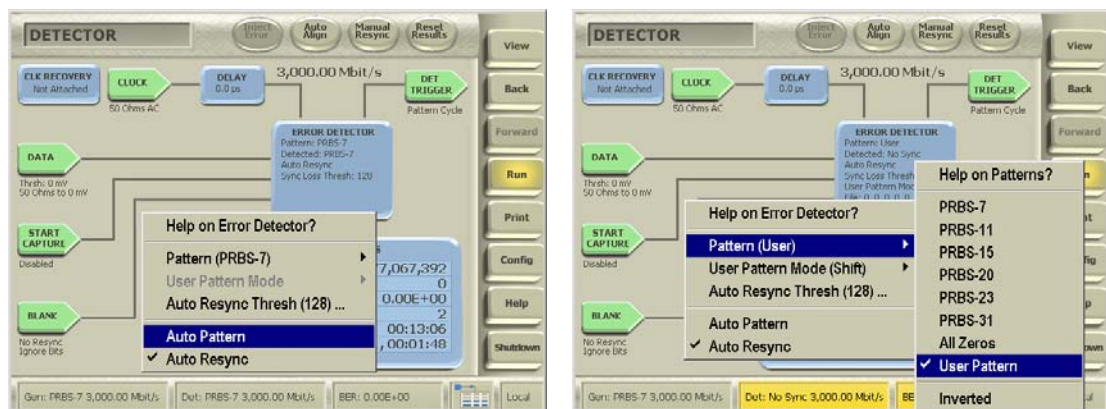 DETECTOR
Inject Error
Auto Align
Manual Resync
Reset Results
View
CLK RECOVERY
Not Attached
CLOCK
50 Ohms AC
DELAY
0.0 ps
3,000.00 Mbit/s
DET TRIGGER
Pattern Cycle
Back
ERROR DETECTOR
Pattern: PRBS-7
Detected: PRBS-7
Auto Resync
Sync Loss Thresh: 128
Forward
DATA
Thrsh: 0 mV
50 Ohms to 0 mV
Run
START CAPTURE
Disabled
Print
Help on Error Detector?
Pattern (PRBS-7)
User Pattern Mode
Auto Resync Thresh (128) ...
Auto Pattern
✓ Auto Resync
7,067,392
0
0.00E+00
2
00:13:06
, 00:01:48
Config
Help
Shutdown
BLANK
No Resync
Ignore Bits
Gen: PRBS-7 3,000.00 Mbit/s
Det: PRBS-7 3,000.00 Mbit/s
BER: 0.00E+00
Local
DETECTOR
Inject Error
Auto Align
Manual Resync
Reset Results
View
CLK RECOVERY
Not Attached
CLOCK
50 Ohms AC
DELAY
0.0 ps
3,000.00 Mbit/s
DET TRIGGER
Pattern Cycle
Back
ERROR DETECTOR
Pattern: User
Detected: No Sync
Auto Resync
Sync Loss Thresh
User Pattern Mod
Forward
DATA
Thrsh: 0 mV
50 Ohms to 0 mV
START CAPTURE
Disabled
BLANK
No Resync
Ignore Bits
Help on Error Detector?
Pattern (User)
User Pattern Mode (Shift)
Auto Resync Thresh (128) ...
Auto Pattern
✓ Auto Resync
Help on Patterns?
PRBS-7
PRBS-11
PRBS-15
PRBS-20
PRBS-23
PRBS-31
All Zeros
✓ User Pattern
Inverted
Gen: PRBS-7 3,000.00 Mbit/s
Det: No Sync 3,000.00 Mbit/s
BE